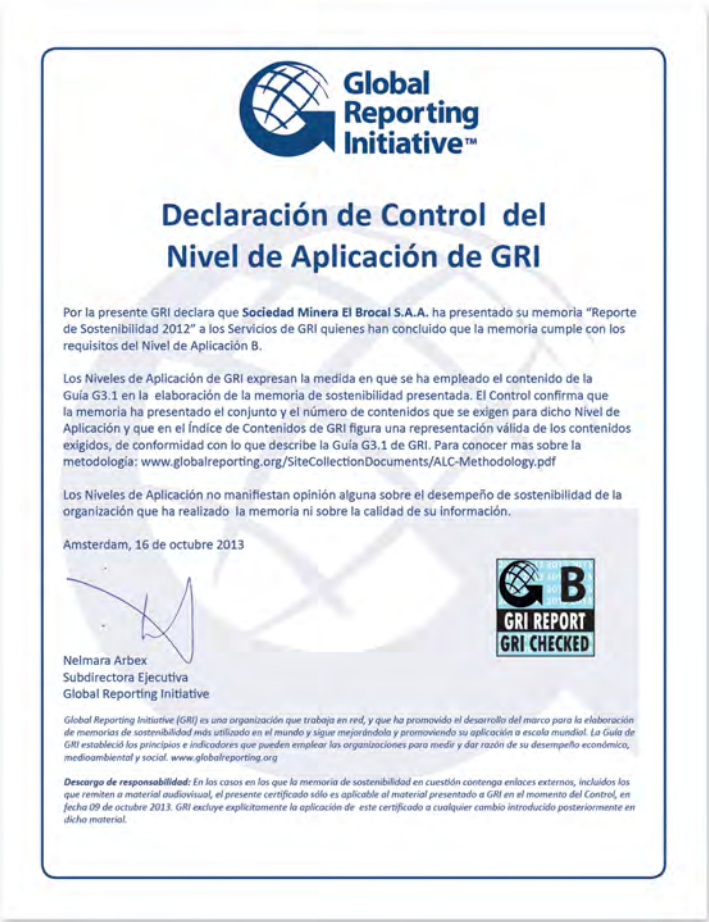 Global
Reporting
Initiative™
Declaración de Control del
Nivel de Aplicación de GRI
Por la presente GRI declara que Sociedad Minera El Brocal S.A.A. ha presentado su memoria “Reporte
de Sostenibilidad 2012” a los Servicios de GRI quienes han concluido que la memoria cumple con los
requisitos del Nivel de Aplicación B.
Los Niveles de Aplicación de GRI expresan la medida en que se ha empleado el contenido de la
Guía G3.1 en la elaboración de la memoria de sostenibilidad presentada. El Control confirma que
la memoria ha presentado el conjunto y el número de contenidos que se exigen para dicho Nivel de
Aplicación y que en el Índice de Contenidos de GRI figura una representación válida de los contenidos
exigidos, de conformidad con lo que describe la Guía G3.1 de GRI. Para conocer mas sobre la
metodología: www.globalreporting.org/SiteCollectionDocuments/ALC-Methodology.pdf
Los Niveles de Aplicación no manifiestan opinión alguna sobre el desempeño de sostenibilidad de la
organización que ha realizado la memoria ni sobre la calidad de su información.
Amsterdam, 16 de octubre 2013
B
GRI REPORT
GRI CHECKED
Nelmara Arbex
Subdirectora Ejecutiva
Global Reporting Initiative
Global Reporting Initiative (GRI) es una organización que trabaja en red, y que ha promovido el desarrollo del marco para la elaboración
de memorias de sostenibilidad más utilizado en el mundo y sigue mejorándola y promoviendo su aplicación a escala mundial. La Guía de
GRI estableció los principios e indicadores que pueden emplear las organizaciones para medir y dar razón de su desempeño económico,
medioambiental y social. www.globalreporting.org
Descargo de responsabilidad: En los casos en los que la memoria de sostenibilidad en cuestión contenga enlaces externos, incluidos los
que remiten a material audiovisual, el presente certificado sólo es aplicable al material presentado a GRI en el momento del Control, en
fecha 09 de octubre 2013. GRI excluye explícitamente la aplicación de este certificado a cualquier cambio introducido posteriormente en
dicho material.